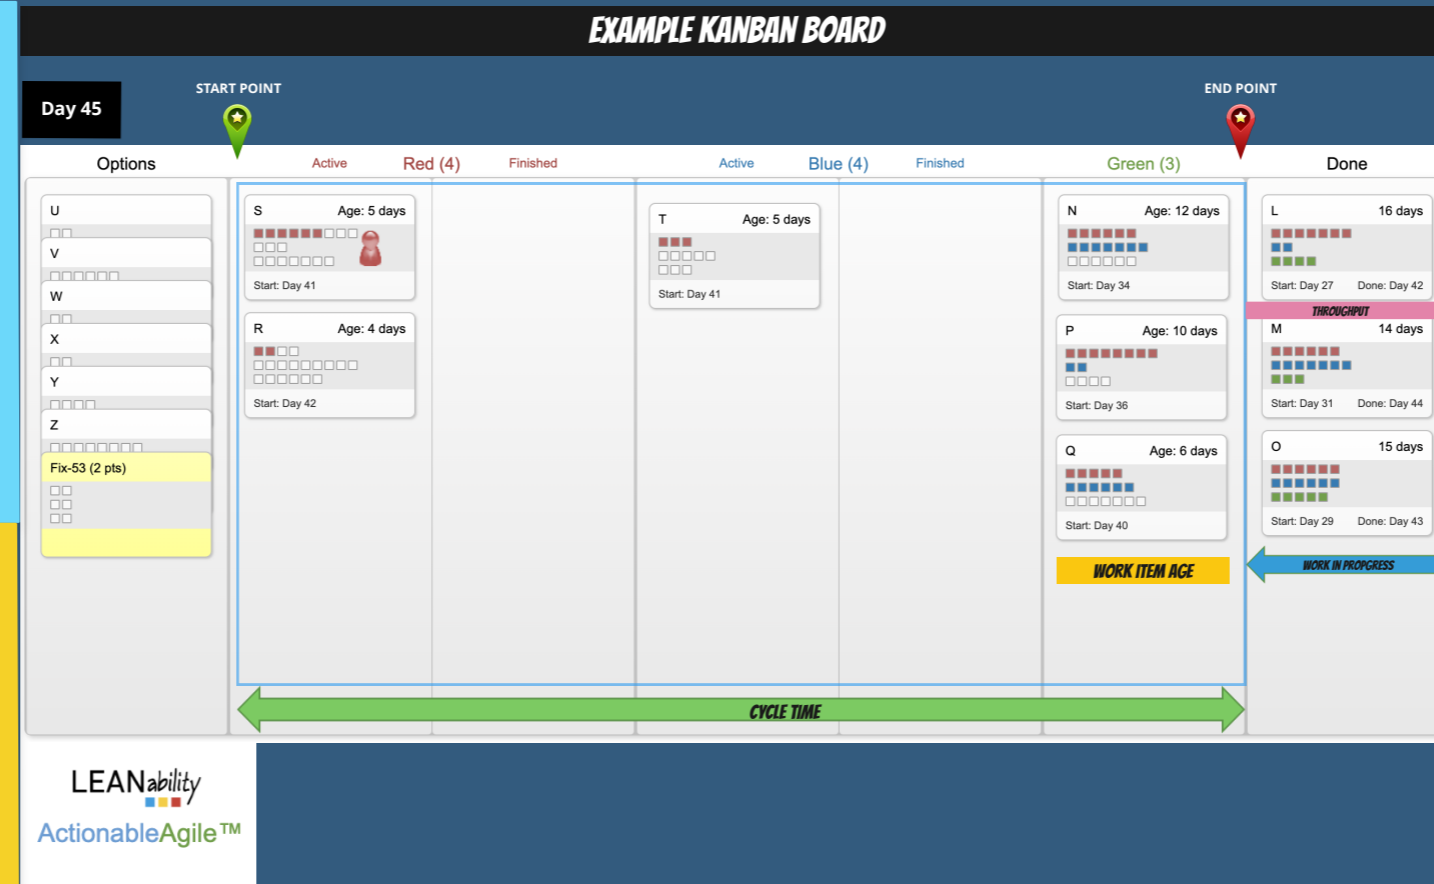 EXAMPLE KANBAN BOARD
Day 45
START POINT
END POINT
Options
Active
Red (4)
Finished
Active
Blue (4)
Finished
Green (3)
Done
U
V
W
X
Y
Z
Fix-53 (2 pts)
S Age: 5 days
Start: Day 41
R Age: 4 days
Start: Day 42
T Age: 5 days
Start: Day 41
N Age: 12 days
Start: Day 34
P Age: 10 days
Start: Day 36
Q Age: 6 days
Start: Day 40
WORK ITEM AGE
L 16 days
Start: Day 27 Done: Day 42
THROUGHPUT
M 14 days
Start: Day 31 Done: Day 44
O 15 days
Start: Day 29 Done: Day 43
WORK IN PROPGRESS
CYCLE TIME
LEANability
ActionableAgile™